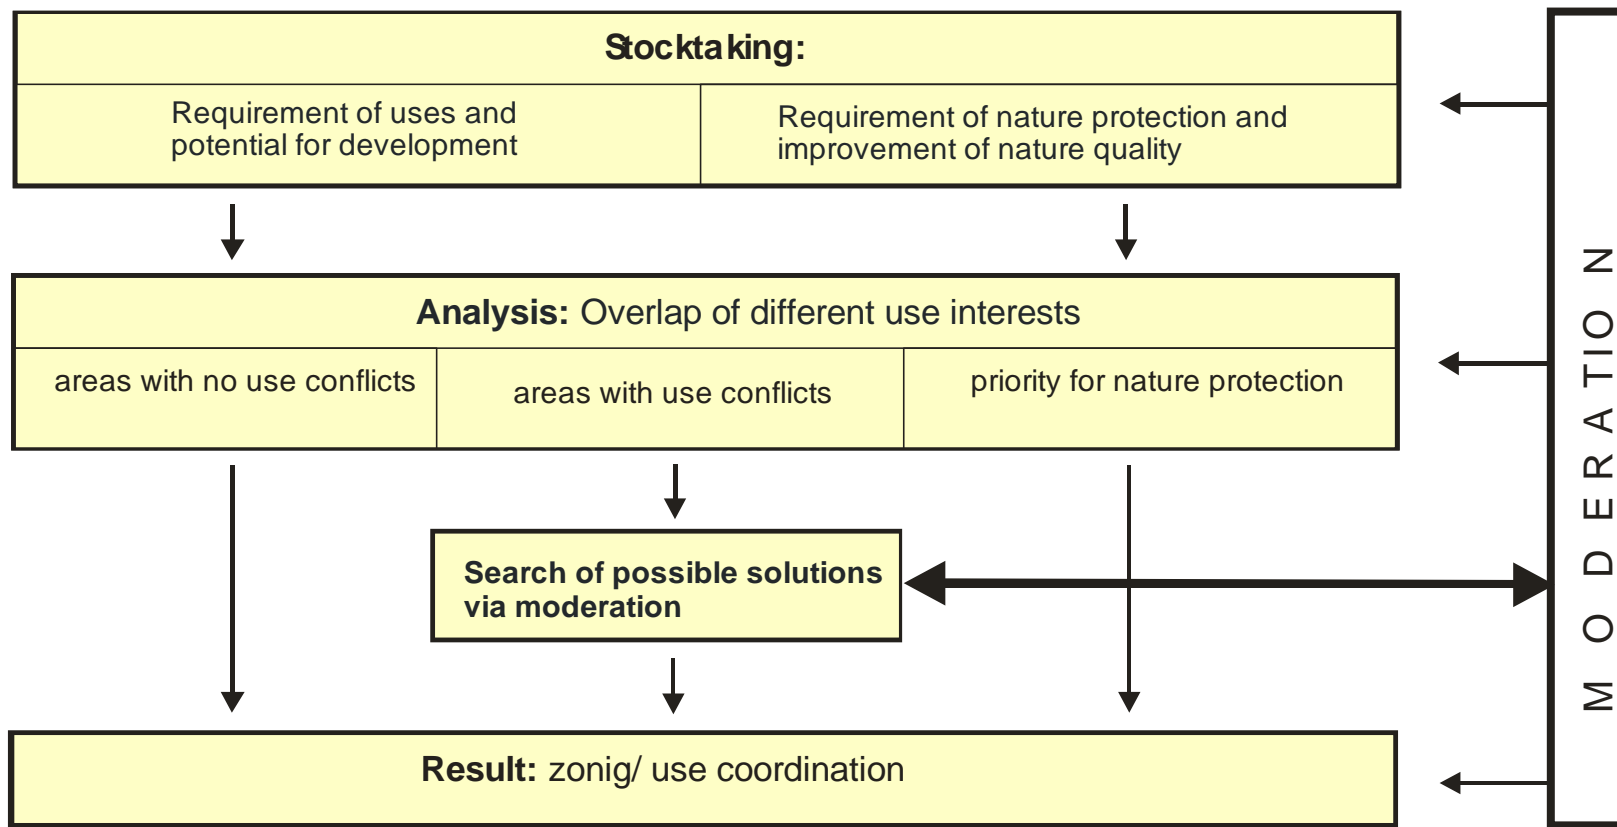 Stocktaking:
Requirement of uses and
potential for development
Requirement of nature protection and
improvement of nature quality
Analysis: Overlap of different use interests
areas with no use conflicts
areas with use conflicts
priority for nature protection
Search of possible solutions
via moderation
Result: zonig/ use coordination
MODERATION